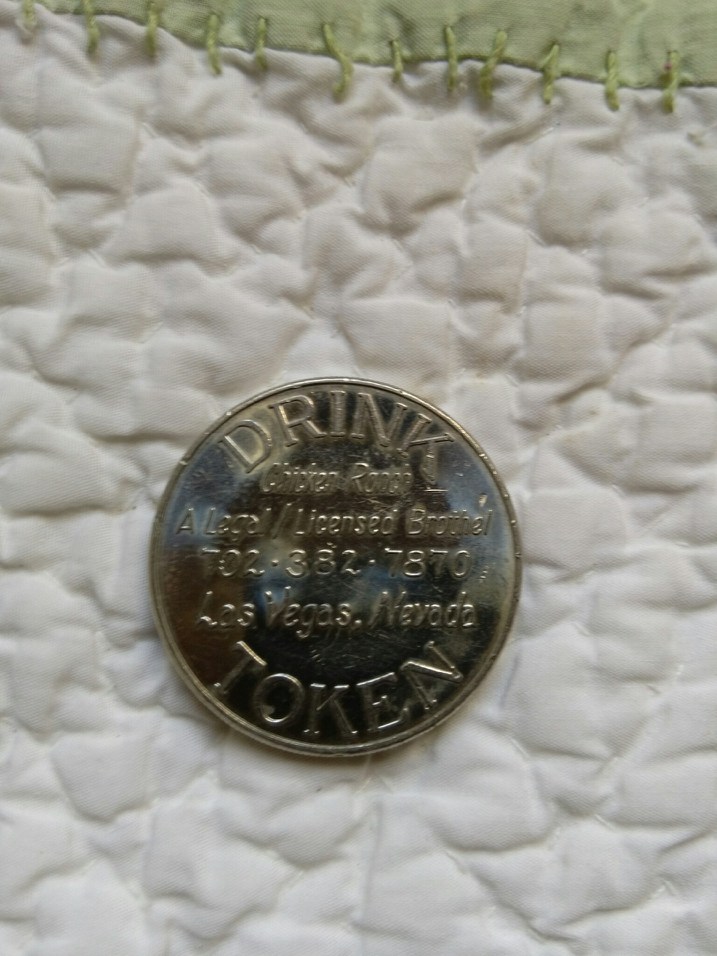 DRINK
Chicken Ranch
A Legal/Licensed Brothel
702·382·7870
Las Vegas, Nevada
TOKEN